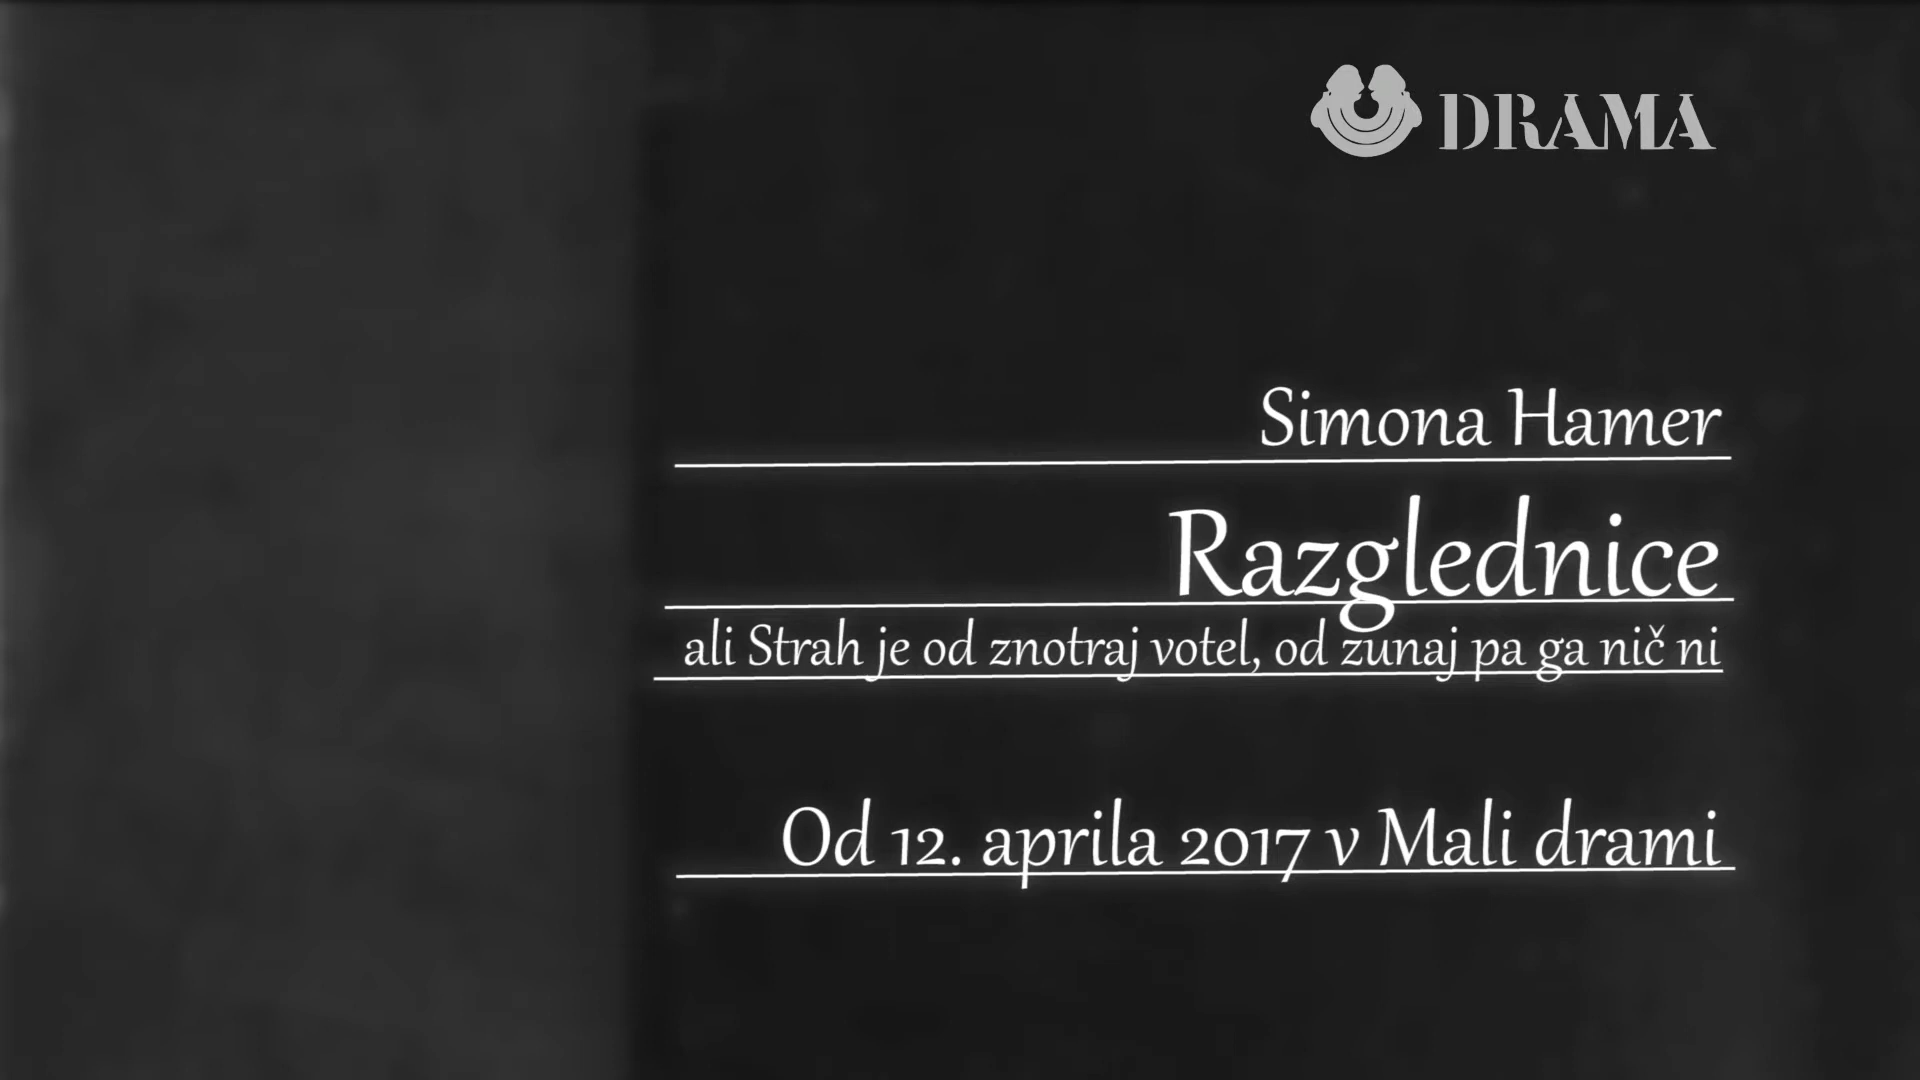 DRAMA
Simona Hamer
Razglednice
ali Strah je od znotraj votel, od zunaj pa ga nič ni
Od 12. aprila 2017 v Mali drami